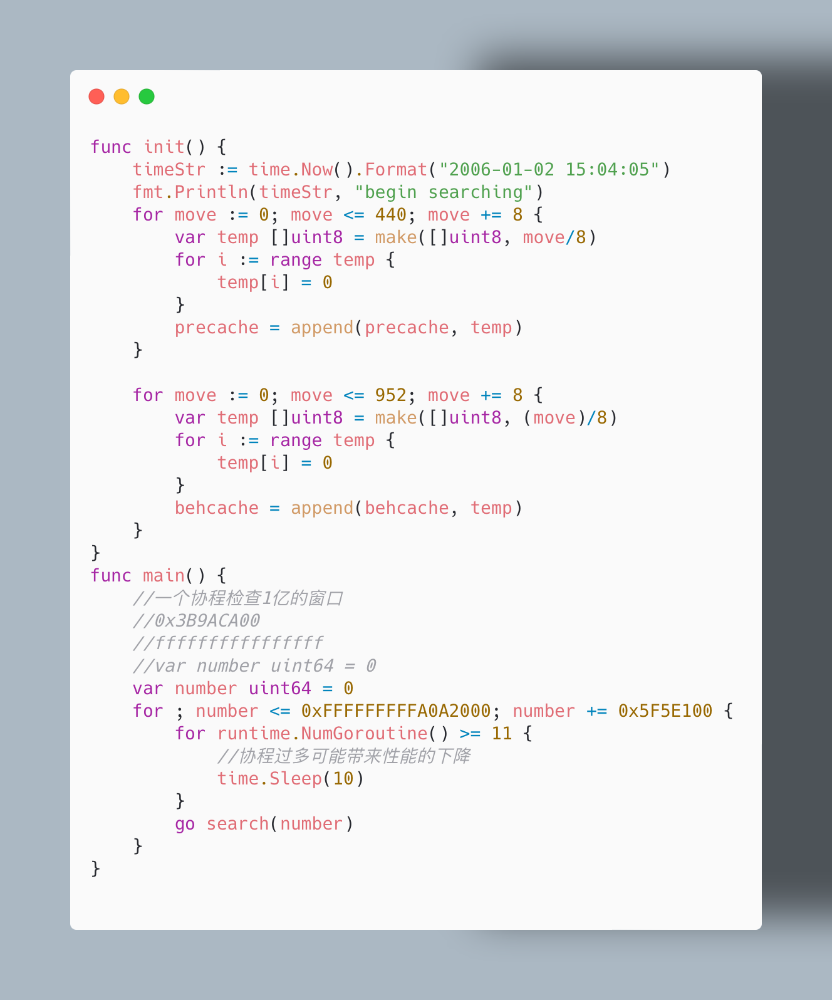 func init() {
    timeStr := time.Now().Format("2006-01-02 15:04:05")
    fmt.Println(timeStr, "begin searching")
    for move := 0; move <= 440; move += 8 {
        var temp []uint8 = make([]uint8, move/8)
        for i := range temp {
            temp[i] = 0
        }
        precache = append(precache, temp)
    }

    for move := 0; move <= 952; move += 8 {
        var temp []uint8 = make([]uint8, (move)/8)
        for i := range temp {
            temp[i] = 0
        }
        behcache = append(behcache, temp)
    }
}
func main() {
    //一个协程检查1亿的窗口
    //0x3B9ACA00
    //ffffffffffffffff
    //var number uint64 = 0
    var number uint64 = 0
    for ; number <= 0xFFFFFFFFFA0A2000; number += 0x5F5E100 {
        for runtime.NumGoroutine() >= 11 {
            //协程过多可能带来性能的下降
            time.Sleep(10)
        }
        go search(number)
    }
}